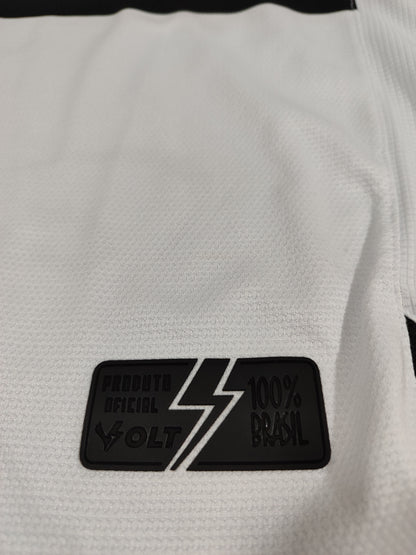 PRODUTO
OFICIAL
VOLT
100%
BRASIL